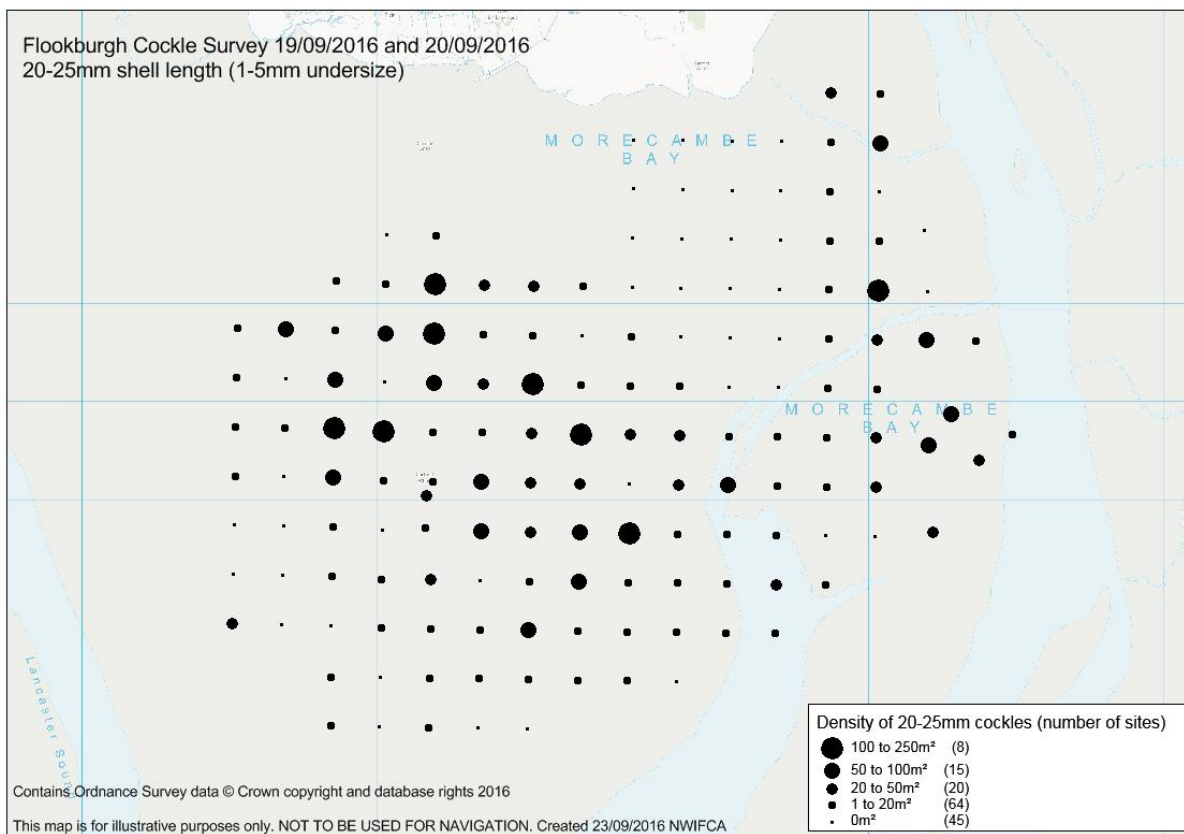 Flookburgh Cockle Survey 19/09/2016 and 20/09/2016
20-25mm shell length (1-5mm undersize)
MORECAMBE
BAY
MORECAMBE
BAY
Lancaster Sound
Density of 20-25mm cockles (number of sites)
100 to 250m² (8)
50 to 100m² (15)
20 to 50m² (20)
1 to 20m² (64)
0m² (45)
Contains Ordnance Survey data © Crown copyright and database rights 2016
This map is for illustrative purposes only. NOT TO BE USED FOR NAVIGATION. Created 23/09/2016 NWIFCA